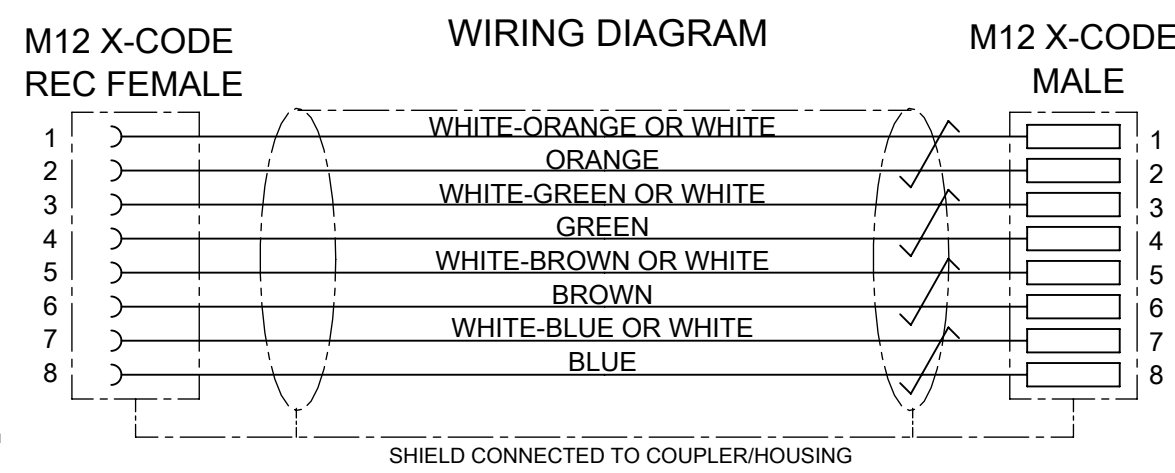 WIRING DIAGRAM
M12 X-CODE
REC FEMALE
M12 X-CODE
MALE
1 WHITE-ORANGE OR WHITE 1
2 ORANGE 2
3 WHITE-GREEN OR WHITE 3
4 GREEN 4
5 WHITE-BROWN OR WHITE 5
6 BROWN 6
7 WHITE-BLUE OR WHITE 7
8 BLUE 8
SHIELD CONNECTED TO COUPLER/HOUSING